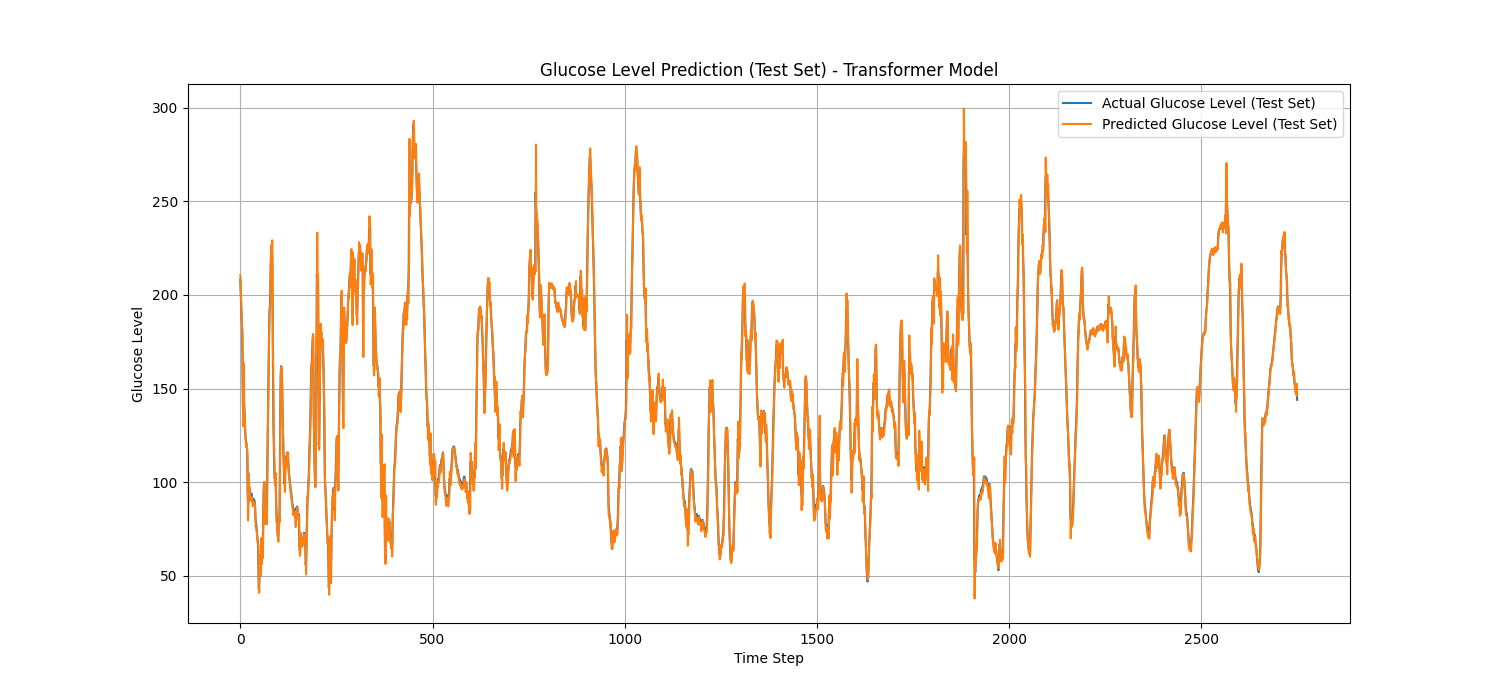 Glucose Level Prediction (Test Set) - Transformer Model
Actual Glucose Level (Test Set)
Predicted Glucose Level (Test Set)
300
250
200
150
100
50
Glucose Level
0
500
1000
1500
2000
2500
Time Step